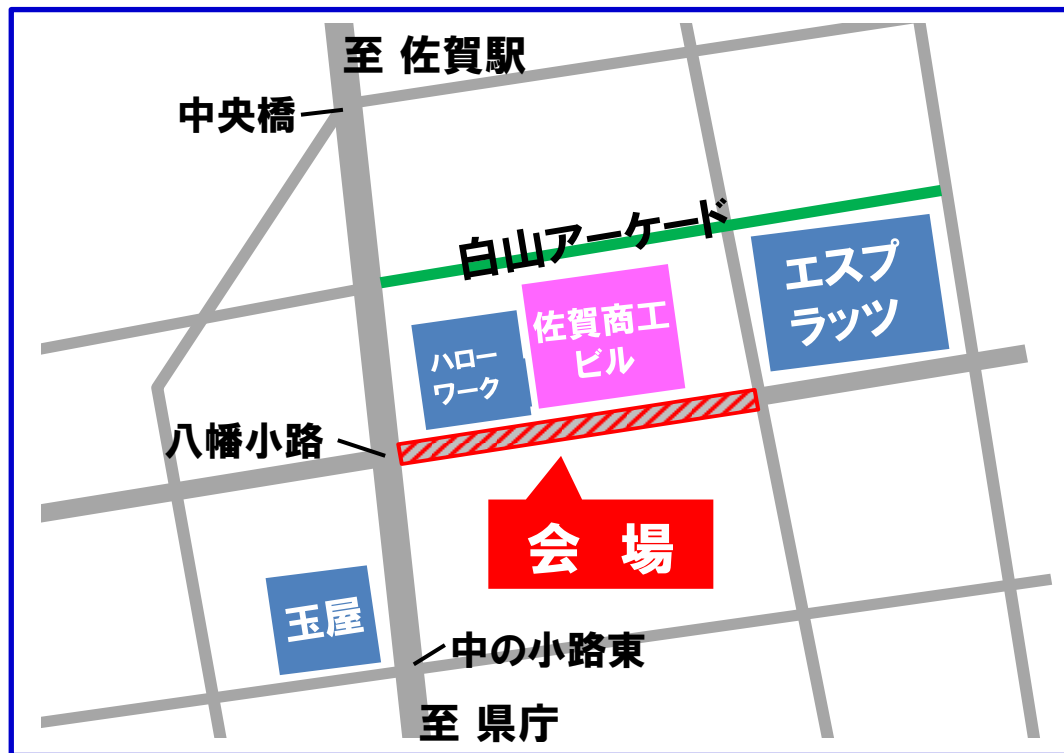 至 佐賀駅
中央橋
白山アーケード
エスプ
ラッツ
佐賀商工
ビル
ハロー
ワーク
八幡小路
会 場
玉屋
中の小路東
至 県庁